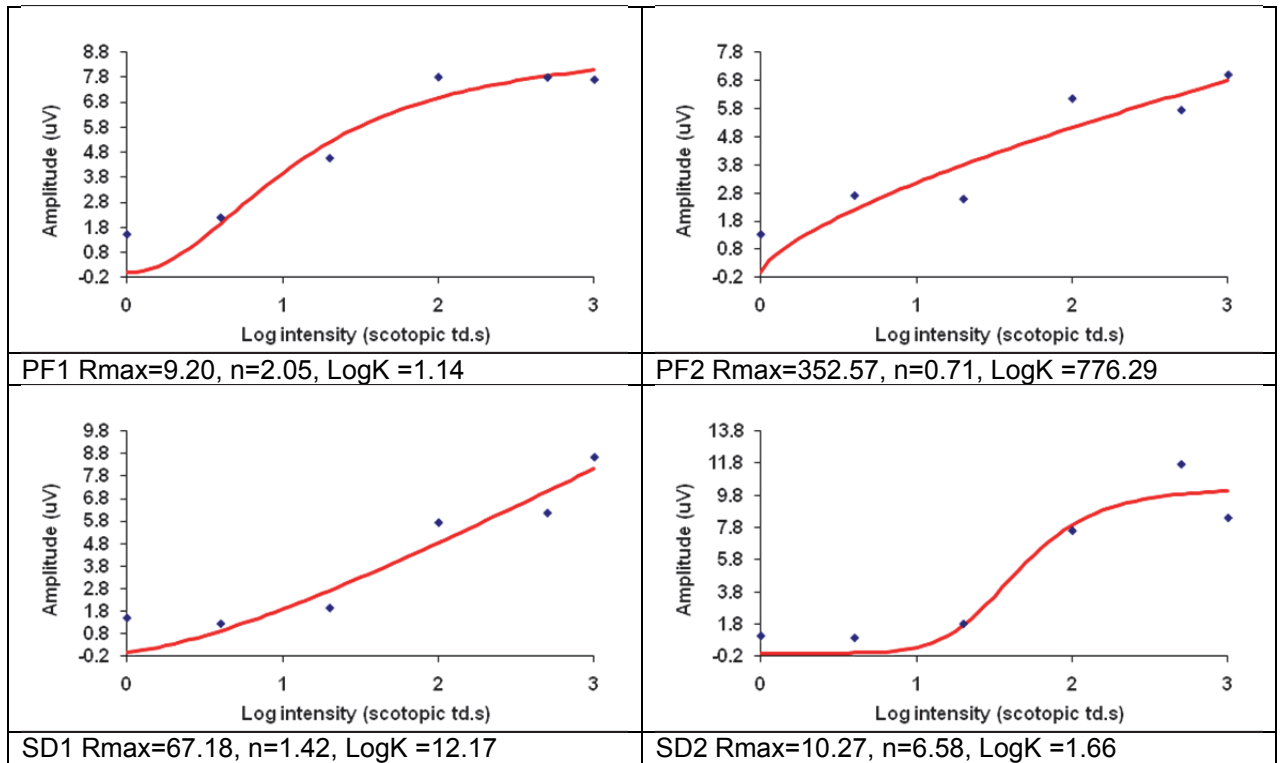 8.8
7.8
6.8
5.8
4.8
3.8
2.8
1.8
0.8
-0.2
Amplitude (uV)
0 1 2 3
Log intensity (scotopic td.s)
PF1 Rmax=9.20, n=2.05, LogK =1.14
7.8
6.8
5.8
4.8
3.8
2.8
1.8
0.8
-0.2
Amplitude (uV)
0 1 2 3
Log intensity (scotopic td.s)
PF2 Rmax=352.57, n=0.71, LogK =776.29
9.8
8.8
7.8
6.8
5.8
4.8
3.8
2.8
1.8
0.8
-0.2
Amplitude (uV)
0 1 2 3
Log intensity (scotopic td.s)
SD1 Rmax=67.18, n=1.42, LogK =12.17
13.8
11.8
9.8
7.8
5.8
3.8
1.8
-0.2
Amplitude (uV)
0 1 2 3
Log intensity (scotopic td.s)
SD2 Rmax=10.27, n=6.58, LogK =1.66